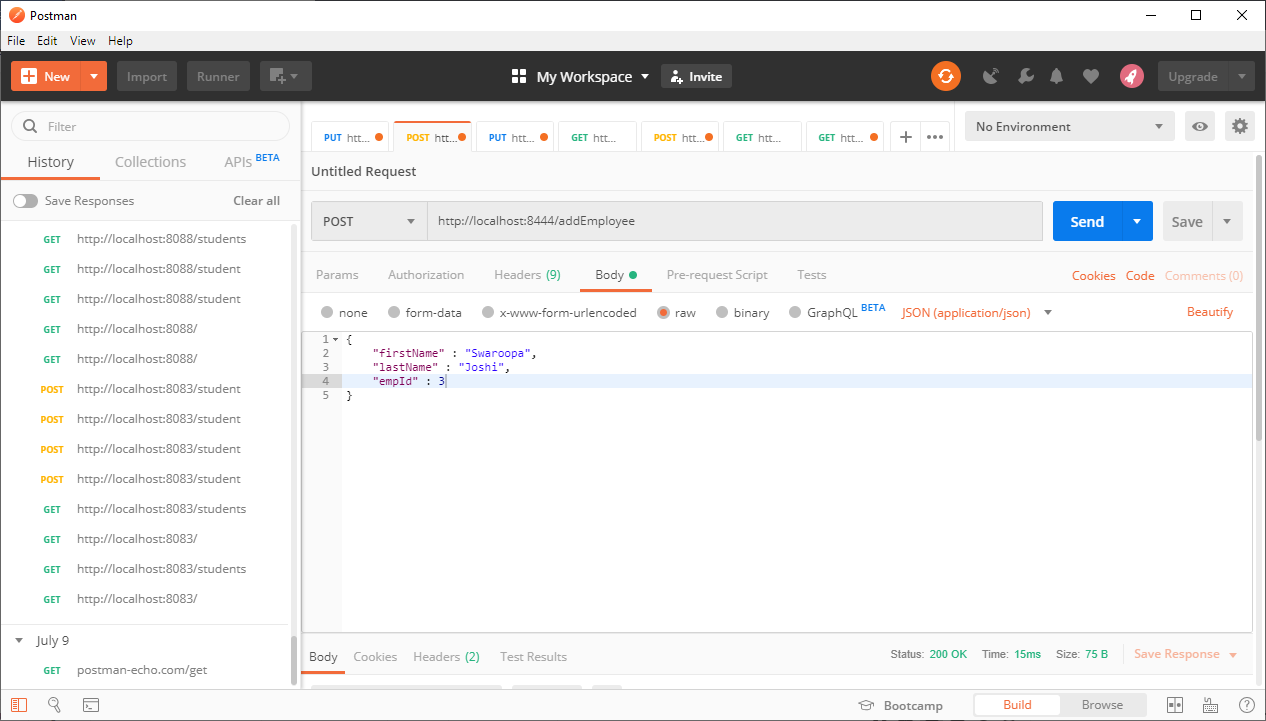 Postman
File Edit View Help
New Import Runner My Workspace Invite Upgrade
Filter
History Collections APIs BETA
Save Responses Clear all
GET http://localhost:8088/students
GET http://localhost:8088/student
GET http://localhost:8088/student
GET http://localhost:8088/
GET http://localhost:8088/
POST http://localhost:8083/student
POST http://localhost:8083/student
POST http://localhost:8083/student
POST http://localhost:8083/student
GET http://localhost:8083/students
GET http://localhost:8083/
GET http://localhost:8083/students
GET http://localhost:8083/
July 9
GET postman-echo.com/get
PUT htt... POST htt... PUT htt... GET htt... POST htt... GET htt... GET htt... + ••• No Environment
Untitled Request
POST http://localhost:8444/addEmployee Send Save
Params Authorization Headers (9) Body Pre-request Script Tests Cookies Code Comments (0)
none form-data x-www-form-urlencoded raw binary GraphQL BETA JSON (application/json) Beautify
1 {
2 "firstName" : "Swaroopa",
3 "lastName" : "Joshi",
4 "empId" : 3
5 }
Body Cookies Headers (2) Test Results Status: 200 OK Time: 15ms Size: 75 B Save Response
Bootcamp Build Browse ?